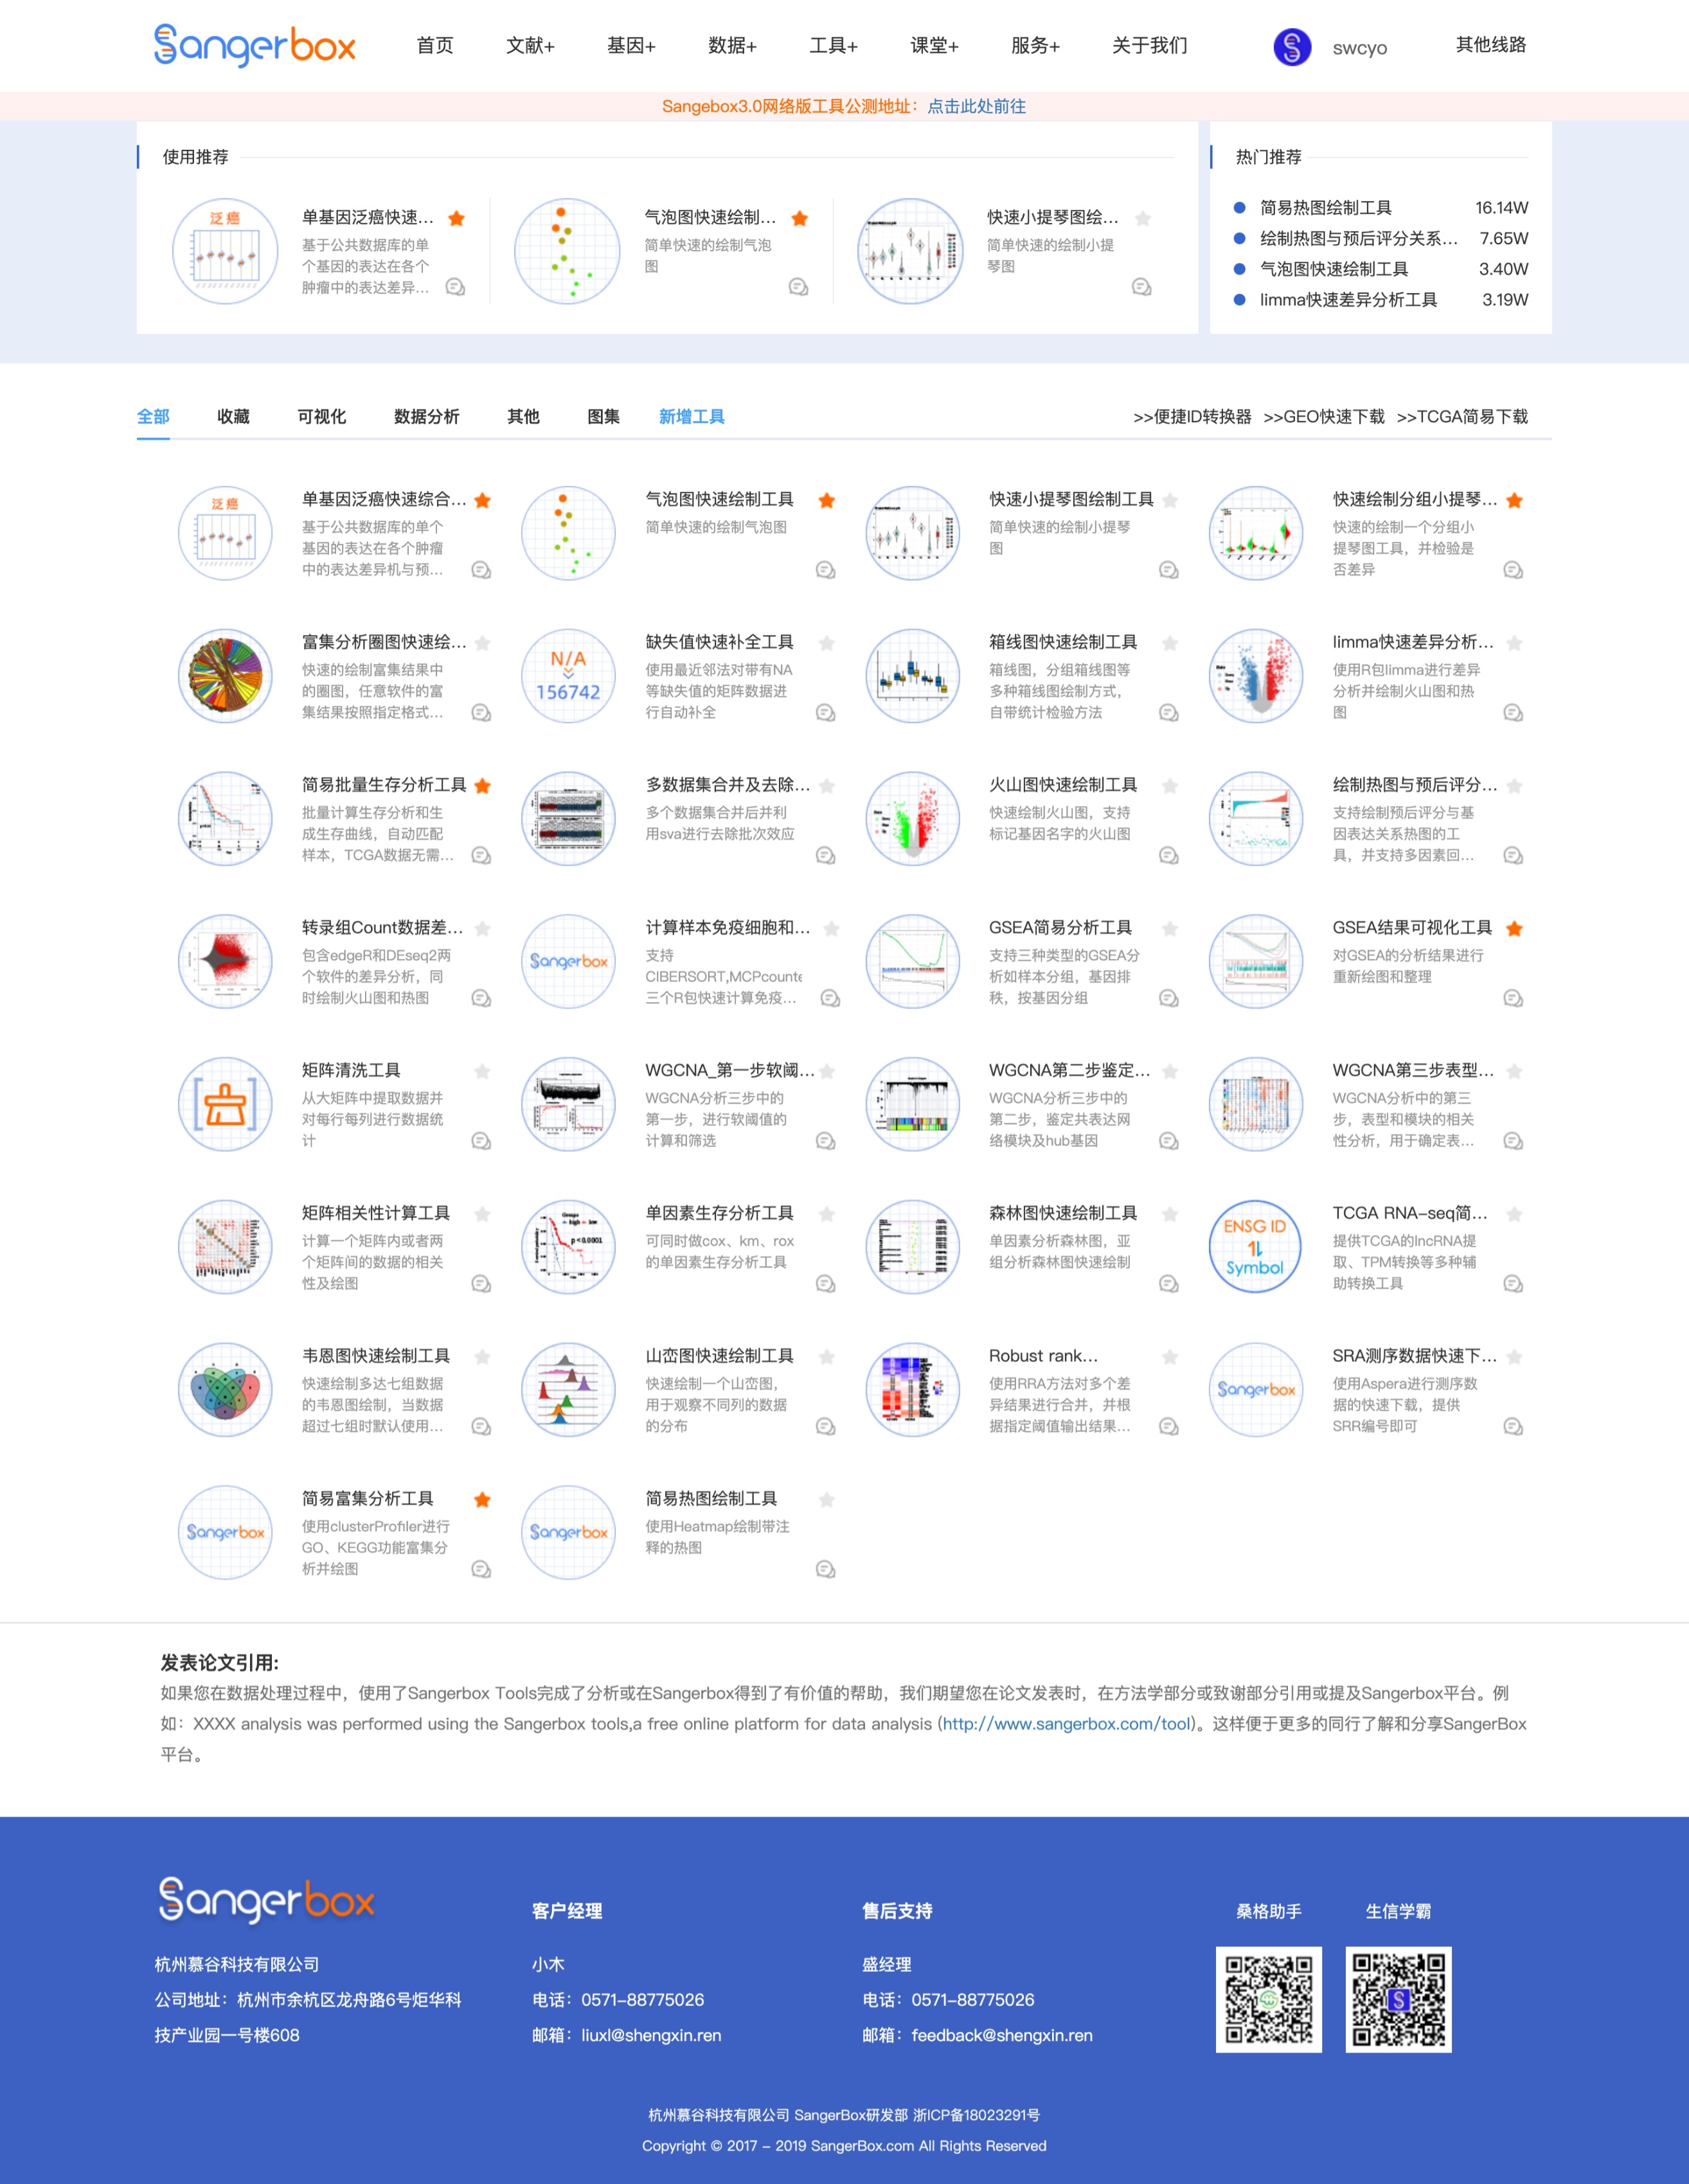 Sangerbox
首页
文献+
基因+
数据+
工具+
课堂+
服务+
关于我们
swcyo
其他线路
Sangebox3.0网络版工具公测地址：点击此处前往
使用推荐
泛癌
单基因泛癌快速...
基于公共数据库的单
个基因的表达在各个
肿瘤中的表达差异...
气泡图快速绘制...
简单快速的绘制气泡
图
快速小提琴图绘...
简单快速的绘制小提
琴图
热门推荐
简易热图绘制工具 16.14W
绘制热图与预后评分关系... 7.65W
气泡图快速绘制工具 3.40W
limma快速差异分析工具 3.19W
全部
收藏
可视化
数据分析
其他
图集
新增工具
>>便捷ID转换器 >>GEO快速下载 >>TCGA简易下载
泛癌
单基因泛癌快速综合...
基于公共数据库的单个
基因的表达在各个肿瘤
中的表达差异机与预...
气泡图快速绘制工具
简单快速的绘制气泡图
快速小提琴图绘制工具
简单快速的绘制小提琴
图
快速绘制分组小提琴...
快速的绘制一个分组小
提琴图工具，并检验是
否差异
富集分析圈图快速绘...
快速的绘制富集结果中
的圈图，任意软件的富
集结果按照指定格式...
N/A
156742
缺失值快速补全工具
使用最近邻法对带有NA
等缺失值的矩阵数据进
行自动补全
箱线图快速绘制工具
箱线图，分组箱线图等
多种箱线图绘制方式，
自带统计检验方法
limma快速差异分析...
使用R包limma进行差异
分析并绘制火山图和热
图
简易批量生存分析工具
批量计算生存分析和生
成生存曲线，自动匹配
样本，TCGA数据无需...
多数据集合并及去除...
多个数据集合并后并利
用sva进行去除批次效应
火山图快速绘制工具
快速绘制火山图，支持
标记基因名字的火山图
绘制热图与预后评分...
支持绘制预后评分与基
因表达关系热图的工
具，并支持多因素回...
转录组Count数据差...
包含edgeR和DEseq2两
个软件的差异分析，同
时绘制火山图和热图
Sangerbox
计算样本免疫细胞和...
支持
CIBERSORT,MCPcounte
三个R包快速计算免疫...
GSEA简易分析工具
支持三种类型的GSEA分
析如样本分组，基因排
秩，按基因分组
GSEA结果可视化工具
对GSEA的分析结果进行
重新绘图和整理
矩阵清洗工具
从大矩阵中提取数据并
对每行每列进行数据统
计
WGCNA_第一步软阈...
WGCNA分析三步中的
第一步，进行软阈值的
计算和筛选
WGCNA第二步鉴定...
WGCNA分析三步中的
第二步，鉴定共表达网
络模块及hub基因
WGCNA第三步表型...
WGCNA分析中的第三
步，表型和模块的相关
性分析，用于确定表...
矩阵相关性计算工具
计算一个矩阵内或者两
个矩阵间的数据的相关
性及绘图
Groups
high low
p<0.0001
单因素生存分析工具
可同时做cox、km、rox
的单因素生存分析工具
森林图快速绘制工具
单因素分析森林图，亚
组分析森林图快速绘制
ENSG ID
Symbol
TCGA RNA-seq简...
提供TCGA的lncRNA提
取、TPM转换等多种辅
助转换工具
韦恩图快速绘制工具
快速绘制多达七组数据
的韦恩图绘制，当数据
超过七组时默认使用...
山峦图快速绘制工具
快速绘制一个山峦图，
用于观察不同列的数据
的分布
Robust rank...
使用RRA方法对多个差
异结果进行合并，并根
据指定阈值输出结果...
Sangerbox
SRA测序数据快速下...
使用Aspera进行测序数
据的快速下载，提供
SRR编号即可
Sangerbox
简易富集分析工具
使用clusterProfiler进行
GO、KEGG功能富集分
析并绘图
Sangerbox
简易热图绘制工具
使用Heatmap绘制带注
释的热图
发表论文引用:
如果您在数据处理过程中，使用了Sangerbox Tools完成了分析或在Sangerbox得到了有价值的帮助，我们期望您在论文发表时，在方法学部分或致谢部分引用或提及Sangerbox平台。例
如：XXXX analysis was performed using the Sangerbox tools,a free online platform for data analysis (http://www.sangerbox.com/tool)。这样便于更多的同行了解和分享SangerBox
平台。
Sangerbox
杭州慕谷科技有限公司
公司地址：杭州市余杭区龙舟路6号炬华科
技产业园一号楼608
客户经理
小木
电话：0571-88775026
邮箱：liuxl@shengxin.ren
售后支持
盛经理
电话：0571-88775026
邮箱：feedback@shengxin.ren
桑格助手
生信学霸
杭州慕谷科技有限公司 SangerBox研发部 浙ICP备18023291号
Copyright © 2017 - 2019 SangerBox.com All Rights Reserved